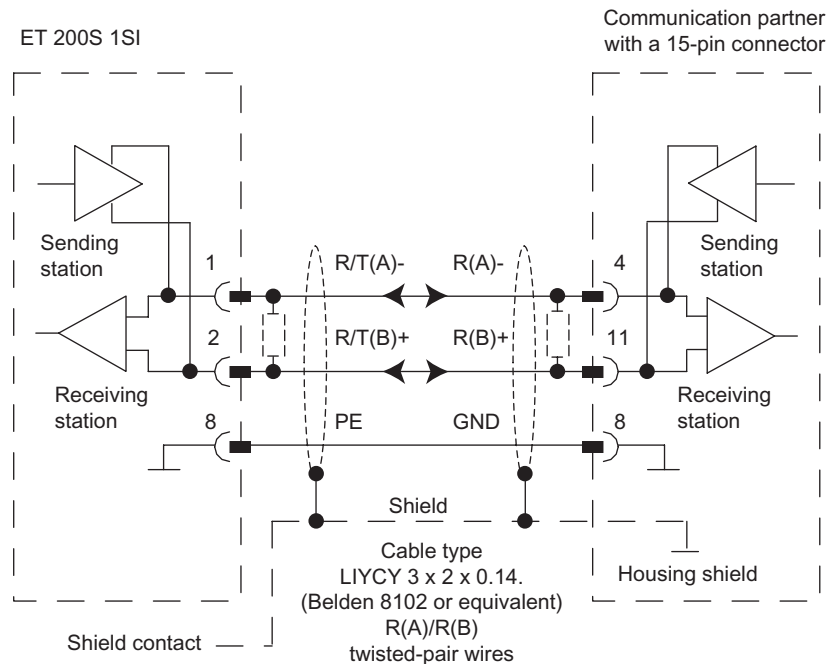 ET 200S 1SI
Communication partner
with a 15-pin connector
Sending
station
Sending
station
1
R/T(A)-
R(A)-
4
2
R/T(B)+
R(B)+
11
Receiving
station
Receiving
station
8
PE
GND
8
Shield
Cable type
LIYCY 3 x 2 x 0.14.
(Belden 8102 or equivalent)
R(A)/R(B)
twisted-pair wires
Housing shield
Shield contact